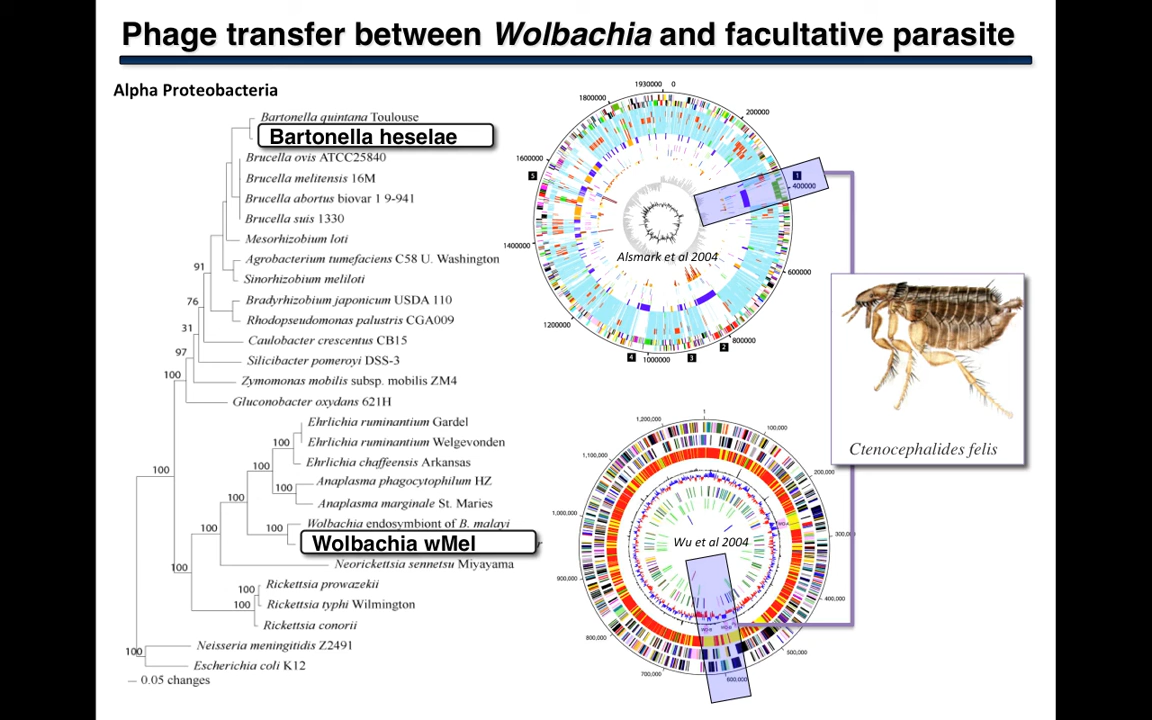 Phage transfer between Wolbachia and facultative parasite
Alpha Proteobacteria
Bartonella quintana Toulouse
Bartonella heselae
Brucella ovis ATCC25840
Brucella melitensis 16M
Brucella abortus biovar 1 9-941
Brucella suis 1330
Mesorhizobium loti
Agrobacterium tumefaciens C58 U. Washington
Sinorhizobium meliloti
Bradyrhizobium japonicum USDA 110
Rhodopseudomonas palustris CGA009
Caulobacter crescentus CB15
Silicibacter pomeroyi DSS-3
Zymomonas mobilis subsp. mobilis ZM4
Gluconobacter oxydans 621H
Ehrlichia ruminantium Gardel
Ehrlichia ruminantium Welgevonden
Ehrlichia chaffeensis Arkansas
Anaplasma phagocytophilum HZ
Anaplasma marginale St. Maries
Wolbachia endosymbiont of B. malayi
Wolbachia wMel
Neorickettsia sennetsu Miyayama
Rickettsia prowazekii
Rickettsia typhi Wilmington
Rickettsia conorii
Neisseria meningitidis Z2491
Escherichia coli K12
0.05 changes
91
76
31
97
100
100
100
100
100
100
100
100
100
100
100
100
1930000 0
200000
1
400000
600000
2
800000
3
1000000
4
1200000
1400000
5
1600000
1800000
Alsmark et al 2004
1
100,000
200,000
300,000
400,000
500,000
600,000
700,000
800,000
900,000
1,000,000
1,100,000
1,200,000
Wu et al 2004
Ctenocephalides felis